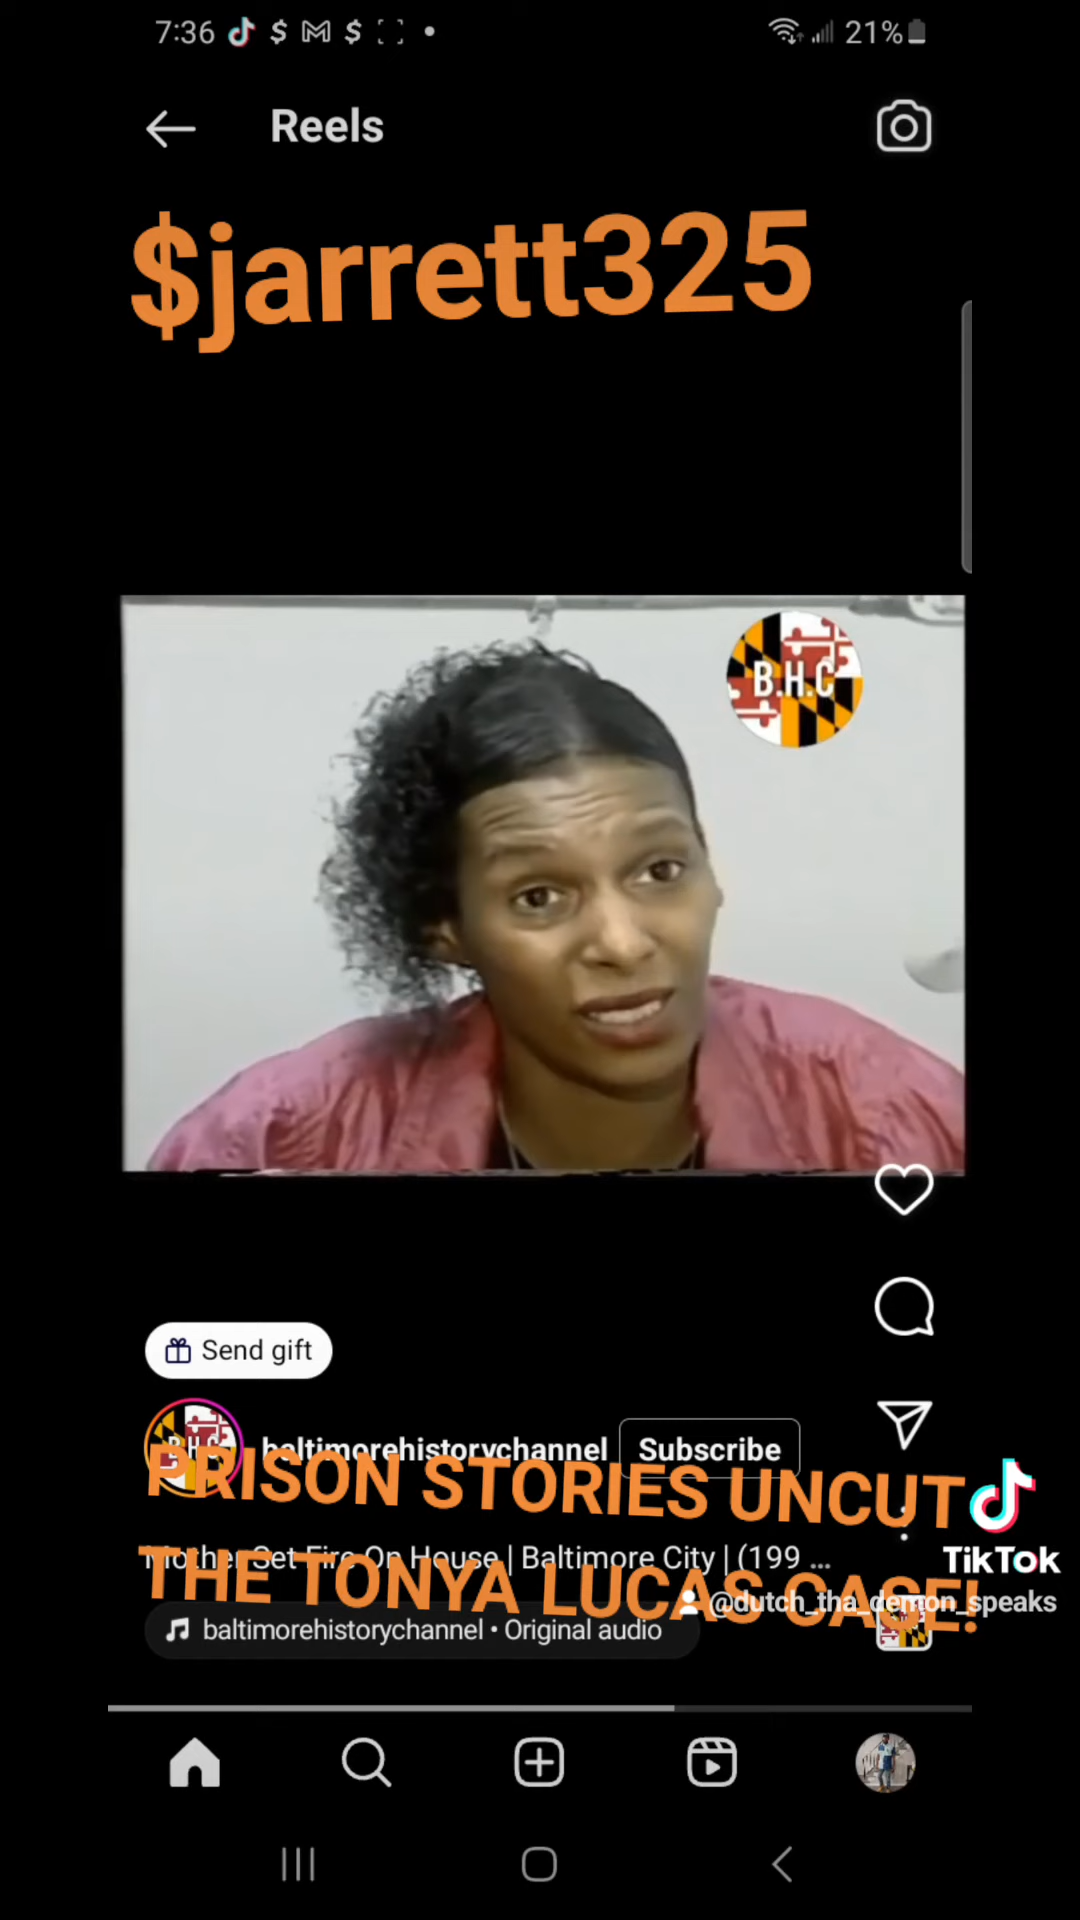 7:36 $ $ 21%
Reels
$jarrett325
B.H.C
Send gift
baltimorehistorychannel Subscribe
PRISON STORIES UNCUT
Mother Set Fire On House | Baltimore City | (199 ...
TikTok
THE TONYA LUCAS CASE!
@dutch_tha_demon_speaks
baltimorehistorychannel • Original audio